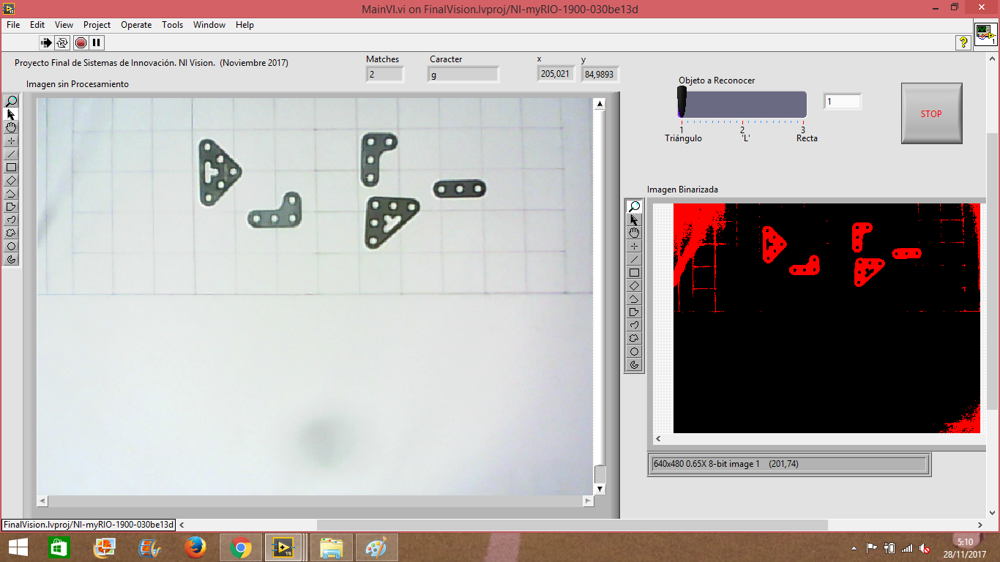 MainVI.vi on FinalVision.lvproj/NI-myRIO-1900-030be13d
File Edit View Project Operate Tools Window Help
1
Proyecto Final de Sistemas de Innovación. NI Vision. (Noviembre 2017)
Matches Caracter x y
2 g 205,021 84,9893
Imagen sin Procesamiento
Objeto a Reconocer
1
1 2 3
Triángulo 'L' Recta
STOP
Imagen Binarizada
640x480 0.65X 8-bit image 1 (201,74)
FinalVision.lvproj/NI-myRIO-1900-030be13d
15
5:10
28/11/2017